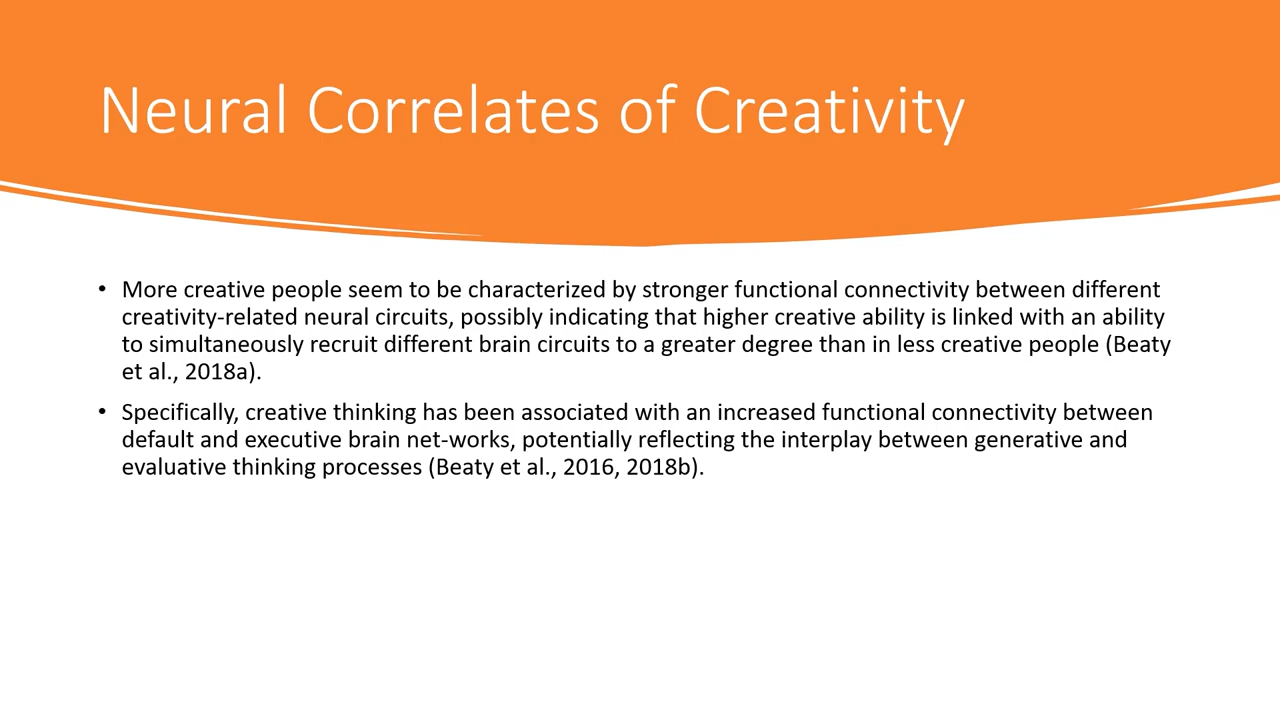 Neural Correlates of Creativity
• More creative people seem to be characterized by stronger functional connectivity between different
creativity-related neural circuits, possibly indicating that higher creative ability is linked with an ability
to simultaneously recruit different brain circuits to a greater degree than in less creative people (Beaty
et al., 2018a).
• Specifically, creative thinking has been associated with an increased functional connectivity between
default and executive brain net-works, potentially reflecting the interplay between generative and
evaluative thinking processes (Beaty et al., 2016, 2018b).